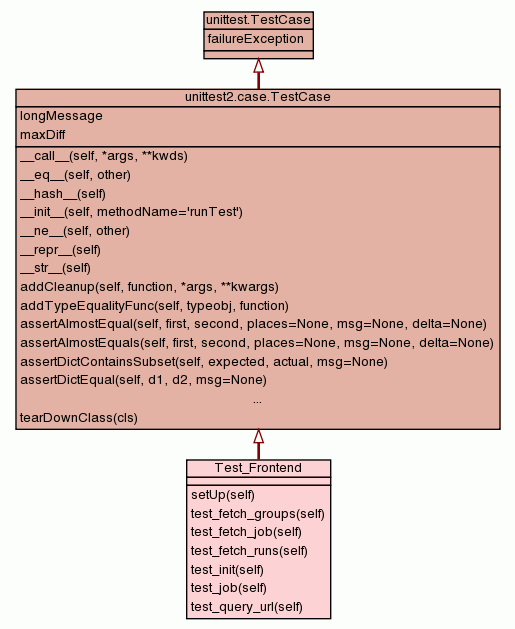 unittest.TestCase
failureException
unittest2.case.TestCase
longMessage
maxDiff
__call__(self, *args, **kwds)
__eq__(self, other)
__hash__(self)
__init__(self, methodName='runTest')
__ne__(self, other)
__repr__(self)
__str__(self)
addCleanup(self, function, *args, **kwargs)
addTypeEqualityFunc(self, typeobj, function)
assertAlmostEqual(self, first, second, places=None, msg=None, delta=None)
assertAlmostEquals(self, first, second, places=None, msg=None, delta=None)
assertDictContainsSubset(self, expected, actual, msg=None)
assertDictEqual(self, d1, d2, msg=None)
...
tearDownClass(cls)
Test_Frontend
setUp(self)
test_fetch_groups(self)
test_fetch_job(self)
test_fetch_runs(self)
test_init(self)
test_job(self)
test_query_url(self)